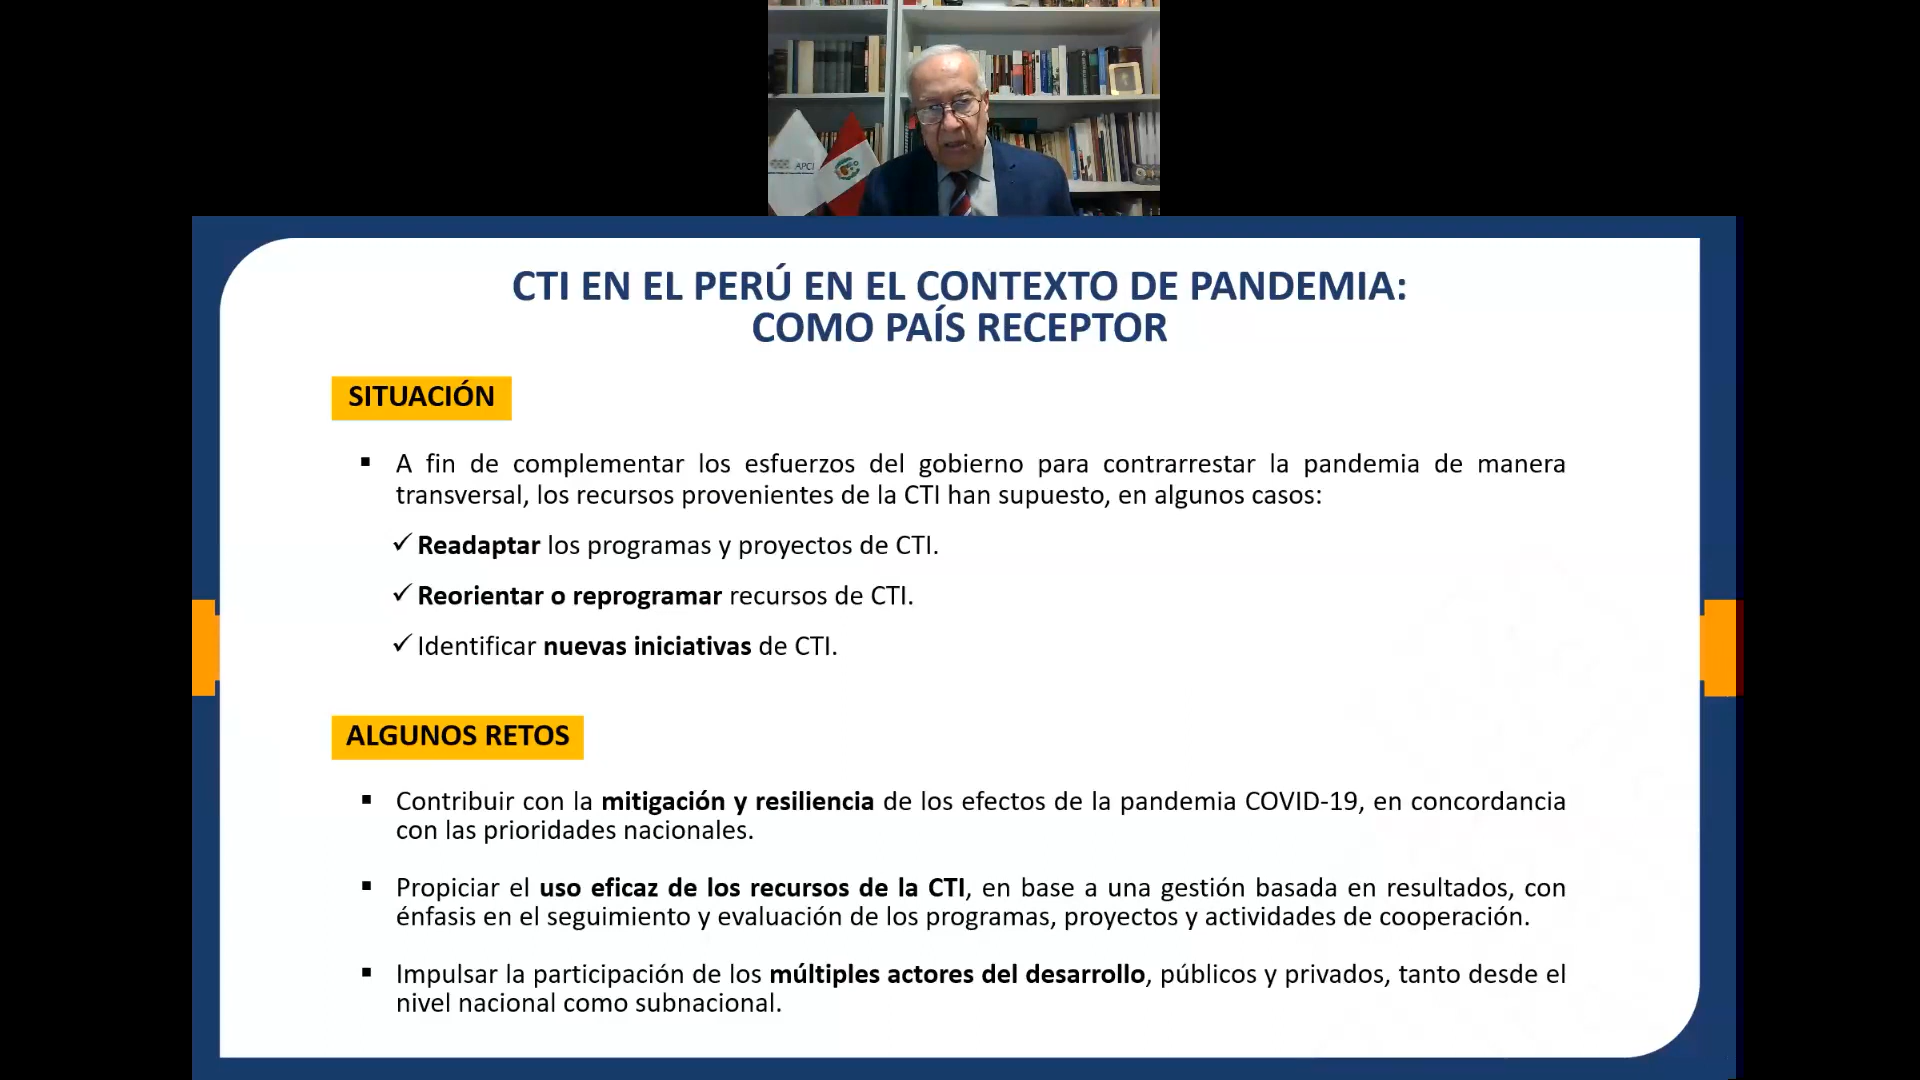 APCI
CTI EN EL PERÚ EN EL CONTEXTO DE PANDEMIA:
COMO PAÍS RECEPTOR
SITUACIÓN
▪ A fin de complementar los esfuerzos del gobierno para contrarrestar la pandemia de manera
transversal, los recursos provenientes de la CTI han supuesto, en algunos casos:
✓ Readaptar los programas y proyectos de CTI.
✓ Reorientar o reprogramar recursos de CTI.
✓ Identificar nuevas iniciativas de CTI.
ALGUNOS RETOS
▪ Contribuir con la mitigación y resiliencia de los efectos de la pandemia COVID-19, en concordancia
con las prioridades nacionales.
▪ Propiciar el uso eficaz de los recursos de la CTI, en base a una gestión basada en resultados, con
énfasis en el seguimiento y evaluación de los programas, proyectos y actividades de cooperación.
▪ Impulsar la participación de los múltiples actores del desarrollo, públicos y privados, tanto desde el
nivel nacional como subnacional.